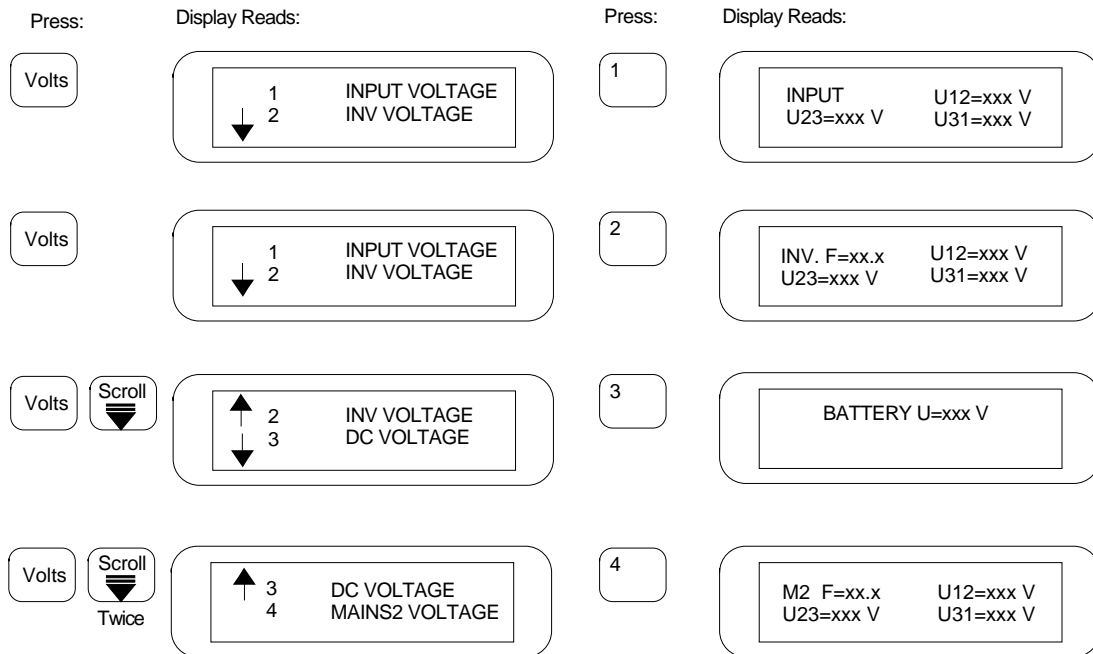 Press: Display Reads: Press: Display Reads:
Volts
1 INPUT VOLTAGE
2 INV VOLTAGE
1
INPUT U12=xxx V
U23=xxx V U31=xxx V
Volts
1 INPUT VOLTAGE
2 INV VOLTAGE
2
INV. F=xx.x U12=xxx V
U23=xxx V U31=xxx V
Volts Scroll
2 INV VOLTAGE
3 DC VOLTAGE
3
BATTERY U=xxx V
Volts Scroll
Twice
3 DC VOLTAGE
4 MAINS2 VOLTAGE
4
M2 F=xx.x U12=xxx V
U23=xxx V U31=xxx V